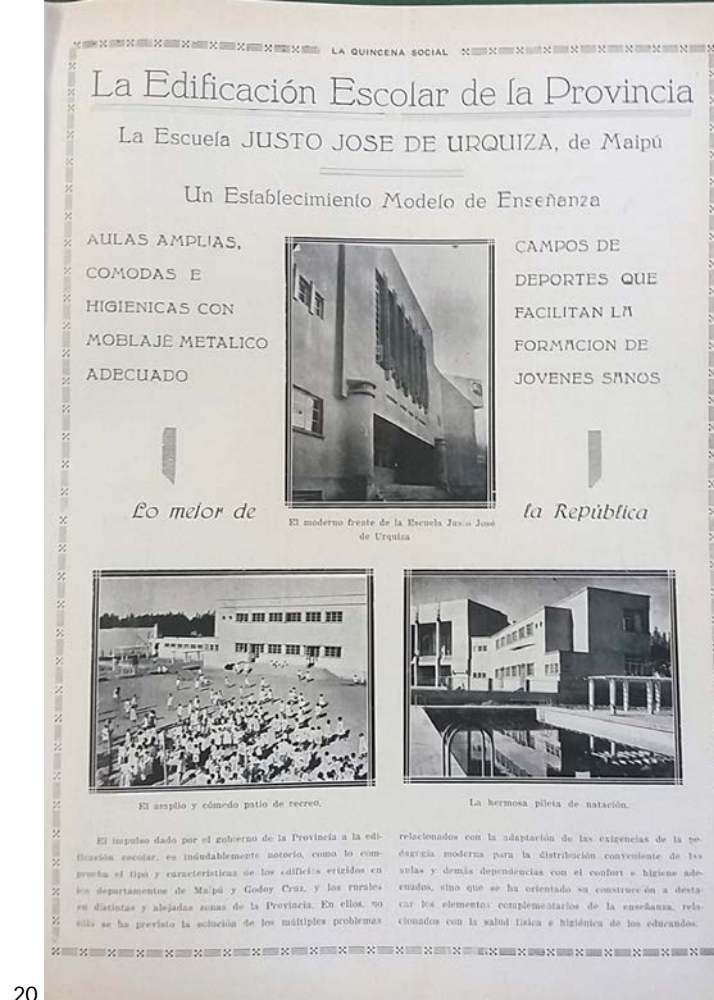 LA QUINCENA SOCIAL
La Edificación Escolar de la Provincia
La Escuela JUSTO JOSE DE URQUIZA, de Maipú
Un Establecimiento Modelo de Enseñanza
AULAS AMPLIAS,
COMODAS E
HIGIENICAS CON
MOBLAJE METALICO
ADECUADO
CAMPOS DE
DEPORTES QUE
FACILITAN LA
FORMACION DE
JOVENES SANOS
Lo mejor de
la República
El moderno frente de la Escuela Justo José
de Urquiza
El amplio y cómodo patio de recreo.
La hermosa pileta de natación.
El impulso dado por el gobierno de la Provincia a la edi-
ficación escolar, es indudablemente notorio, como lo com-
prueba el tipo y características de los edificios erigidos en
los departamentos de Maipú y Godoy Cruz, y los rurales
en distintas y alejadas zonas de la Provincia. En ellos, no
sólo se ha previsto la solución de los múltiples problemas
relacionados con la adaptación de las exigencias de la pe-
dagogía moderna para la distribución conveniente de las
aulas y demás dependencias con el confort e higiene ade-
cuados, sino que se ha orientado su construcción a desta-
car los elementos complementarios de la enseñanza, rela-
cionados con la salud física e higiénica de los educandos.
20